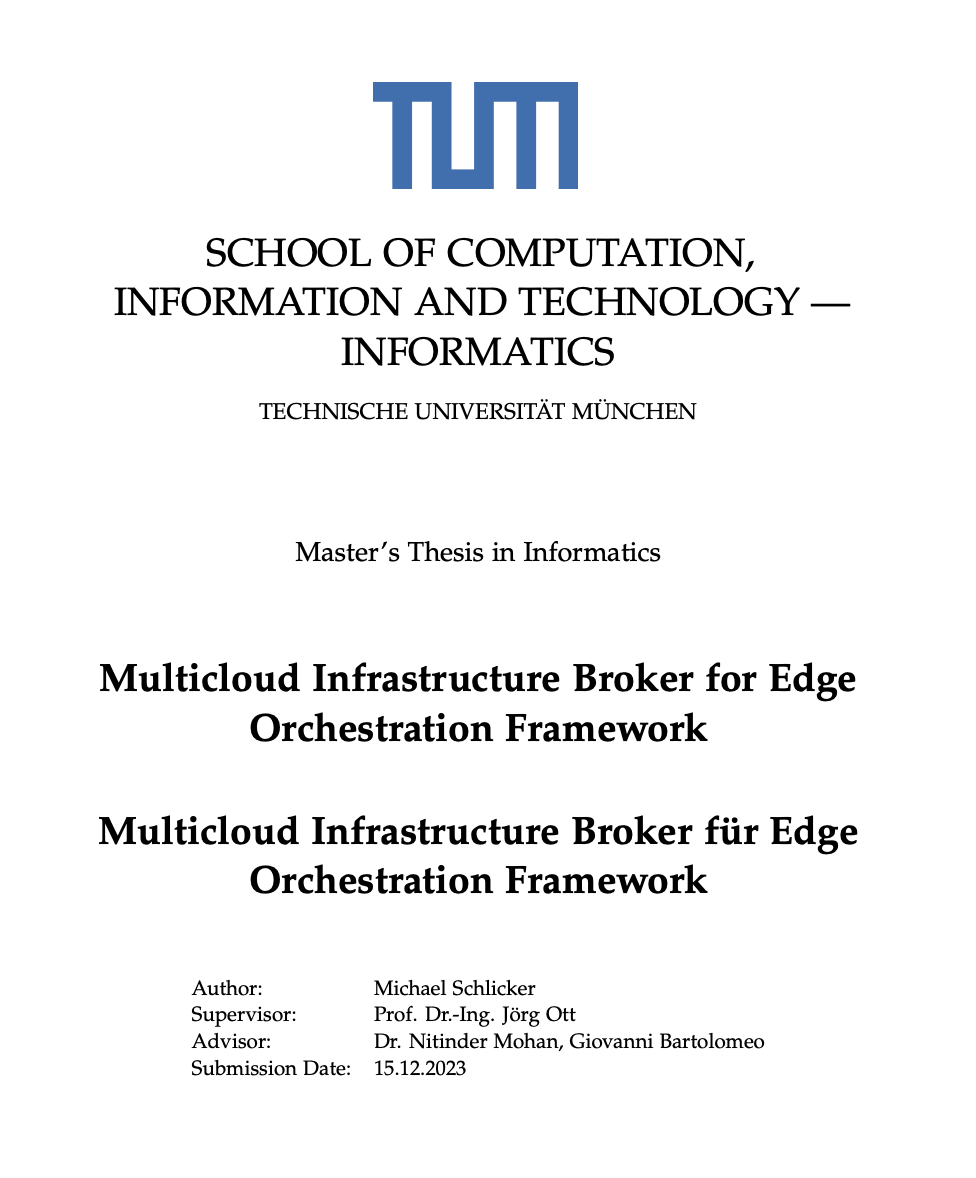 TUM
SCHOOL OF COMPUTATION,
INFORMATION AND TECHNOLOGY —
INFORMATICS
TECHNISCHE UNIVERSITÄT MÜNCHEN
Master's Thesis in Informatics
Multicloud Infrastructure Broker for Edge
Orchestration Framework
Multicloud Infrastructure Broker für Edge
Orchestration Framework
Author: Michael Schlicker
Supervisor: Prof. Dr.-Ing. Jörg Ott
Advisor: Dr. Nitinder Mohan, Giovanni Bartolomeo
Submission Date: 15.12.2023